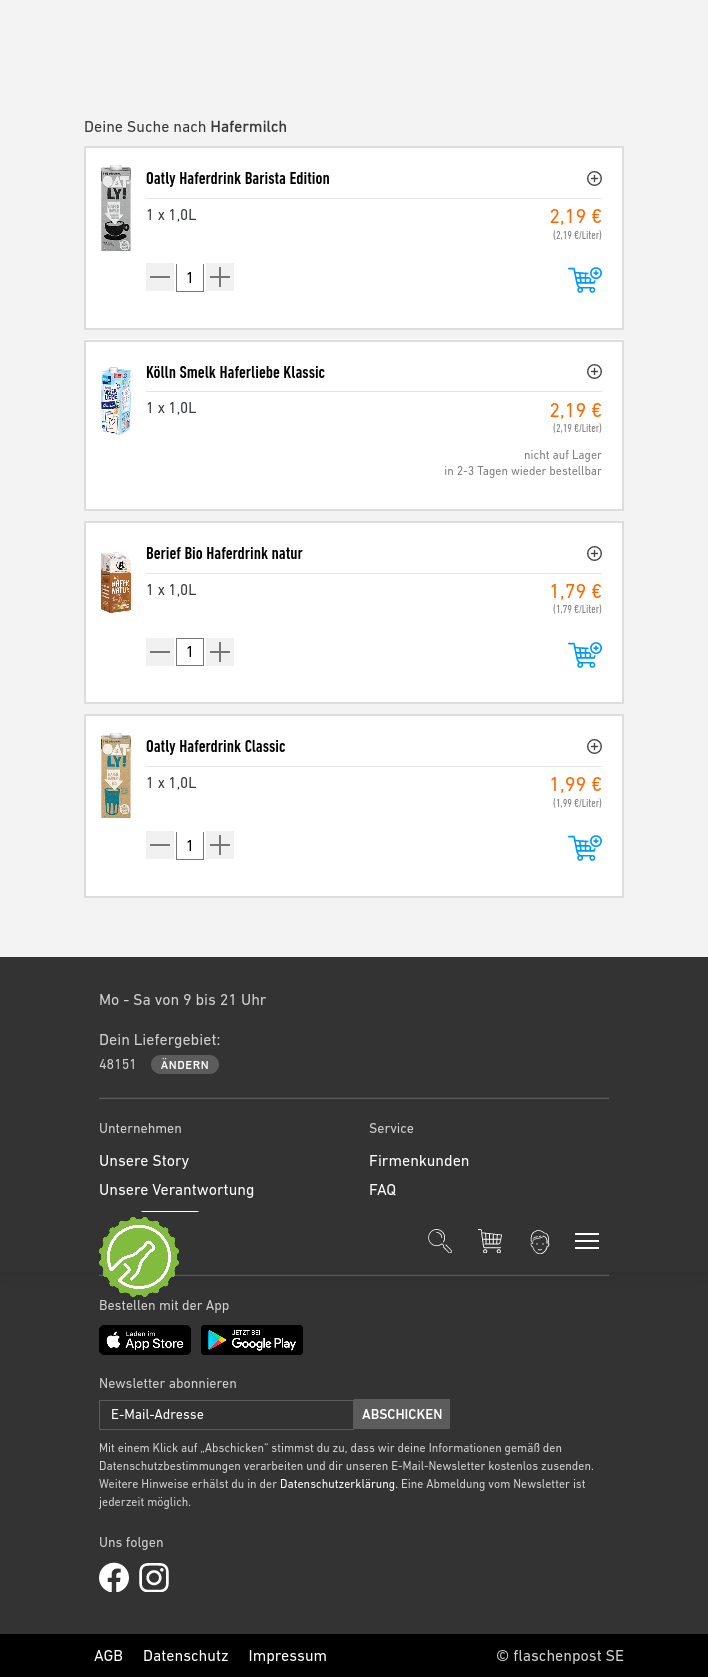 Deine Suche nach Hafermilch
OAT-
LY!
Oatly Haferdrink Barista Edition
1 x 1,0L
2,19 €
(2,19 €/Liter)
1
Kölln Smelk Haferliebe Klassic
1 x 1,0L
2,19 €
(2,19 €/Liter)
nicht auf Lager
in 2-3 Tagen wieder bestellbar
Berief Bio Haferdrink natur
1 x 1,0L
1,79 €
(1,79 €/Liter)
1
OAT-
LY!
Oatly Haferdrink Classic
1 x 1,0L
1,99 €
(1,99 €/Liter)
1
Mo - Sa von 9 bis 21 Uhr
Dein Liefergebiet:
48151 ÄNDERN
Unternehmen
Unsere Story
Unsere Verantwortung
Service
Firmenkunden
FAQ
Bestellen mit der App
Laden im
App Store
JETZT BEI
Google Play
Newsletter abonnieren
E-Mail-Adresse ABSCHICKEN
Mit einem Klick auf „Abschicken“ stimmst du zu, dass wir deine Informationen gemäß den
Datenschutzbestimmungen verarbeiten und dir unseren E-Mail-Newsletter kostenlos zusenden.
Weitere Hinweise erhälst du in der Datenschutzerklärung. Eine Abmeldung vom Newsletter ist
jederzeit möglich.
Uns folgen
AGB Datenschutz Impressum © flaschenpost SE